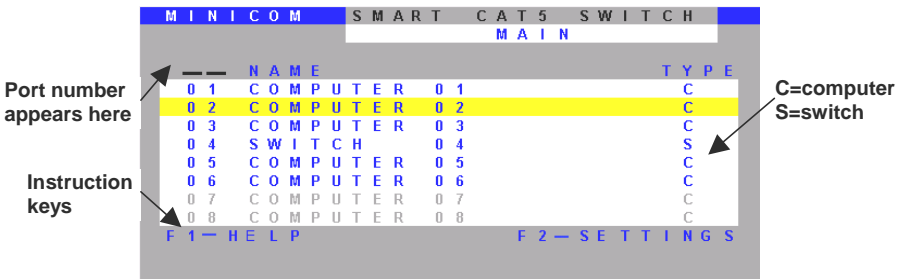 MINICOM SMART CAT5 SWITCH
MAIN
__ NAME TYPE
01 COMPUTER 01 C
02 COMPUTER 02 C
03 COMPUTER 03 C
04 SWITCH 04 S
05 COMPUTER 05 C
06 COMPUTER 06 C
07 COMPUTER 07 C
08 COMPUTER 08 C
F1—HELP F2—SETTINGS
Port number
appears here
Instruction
keys
C=computer
S=switch